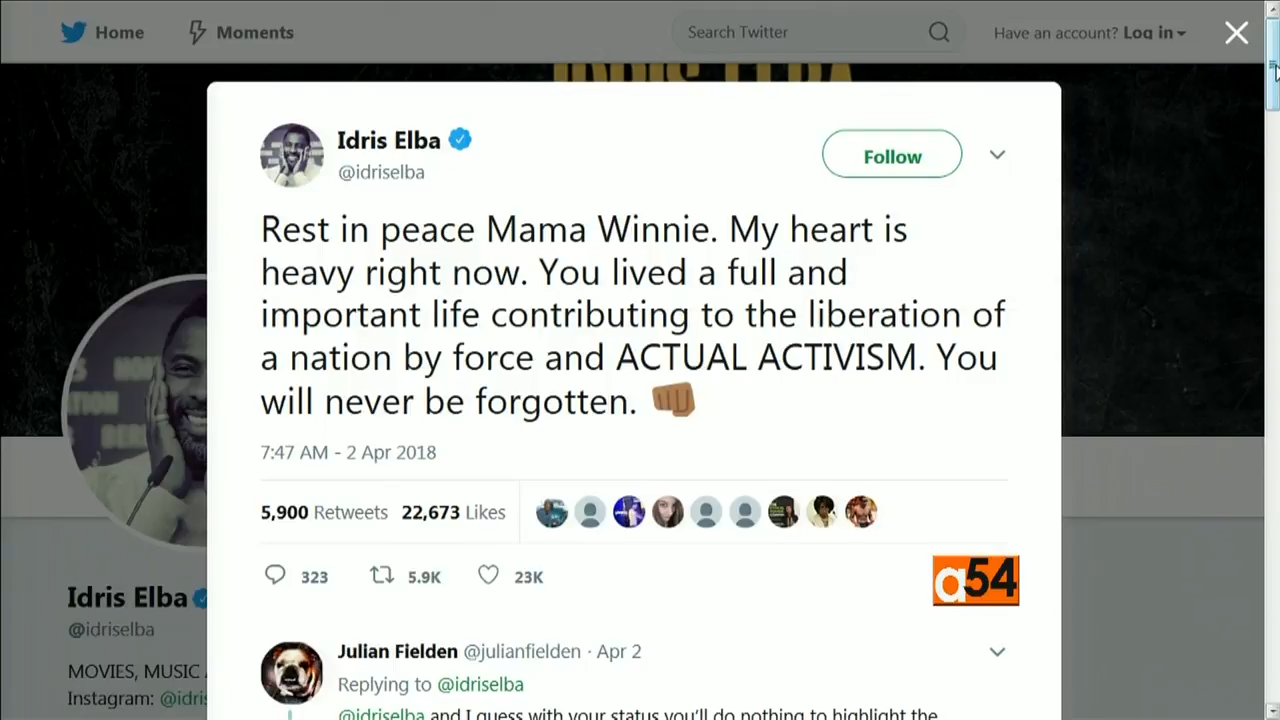 Home
Moments
Search Twitter
Have an account? Log in
IDRIS ELBA
Idris Elba
@idriselba
Follow
Rest in peace Mama Winnie. My heart is
heavy right now. You lived a full and
important life contributing to the liberation of
a nation by force and ACTUAL ACTIVISM. You
will never be forgotten.
7:47 AM - 2 Apr 2018
5,900 Retweets 22,673 Likes
323 5.9K 23K
a54
Idris Elba
@idriselba
MOVIES, MUSIC
Instagram: @idris
Julian Fielden @julianfielden · Apr 2
Replying to @idriselba
@idriselba and I guess with your status you'll do nothing to highlight the